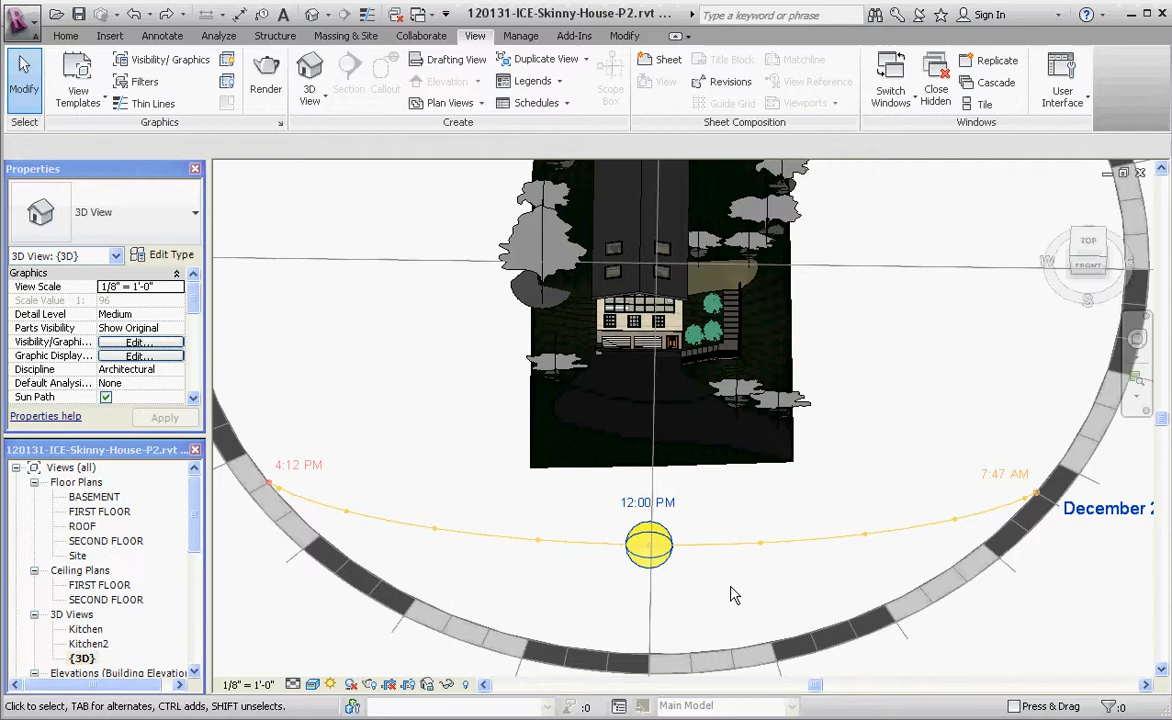 120131-ICE-Skinny-House-P2.rvt ...
Type a keyword or phrase
Sign In
Home Insert Annotate Analyze Structure Massing & Site Collaborate View Manage Add-Ins Modify
Modify
View Templates
Visibility/ Graphics
Filters
Thin Lines
Render
3D View
Section
Callout
Drafting View
Elevation
Plan Views
Duplicate View
Legends
Schedules
Scope Box
Sheet
View
Title Block
Revisions
Guide Grid
Matchline
View Reference
Viewports
Switch Windows
Close Hidden
Replicate
Cascade
Tile
User Interface
Select Graphics Create Sheet Composition Windows
Properties
3D View
3D View: {3D} Edit Type
Graphics
View Scale 1/8" = 1'-0"
Scale Value 1: 96
Detail Level Medium
Parts Visibility Show Original
Visibility/Graphi... Edit...
Graphic Display... Edit...
Discipline Architectural
Default Analysi... None
Sun Path
Properties help Apply
120131-ICE-Skinny-House-P2.rvt ...
Views (all)
Floor Plans
BASEMENT
FIRST FLOOR
ROOF
SECOND FLOOR
Site
Ceiling Plans
FIRST FLOOR
SECOND FLOOR
3D Views
Kitchen
Kitchen2
{3D}
Elevations (Building Elevation
TOP
FRONT
W
S
4:12 PM
12:00 PM
7:47 AM
December 2
1/8" = 1'-0"
Click to select, TAB for alternates, CTRL adds, SHIFT unselects.
:0
Main Model
Press & Drag
:0